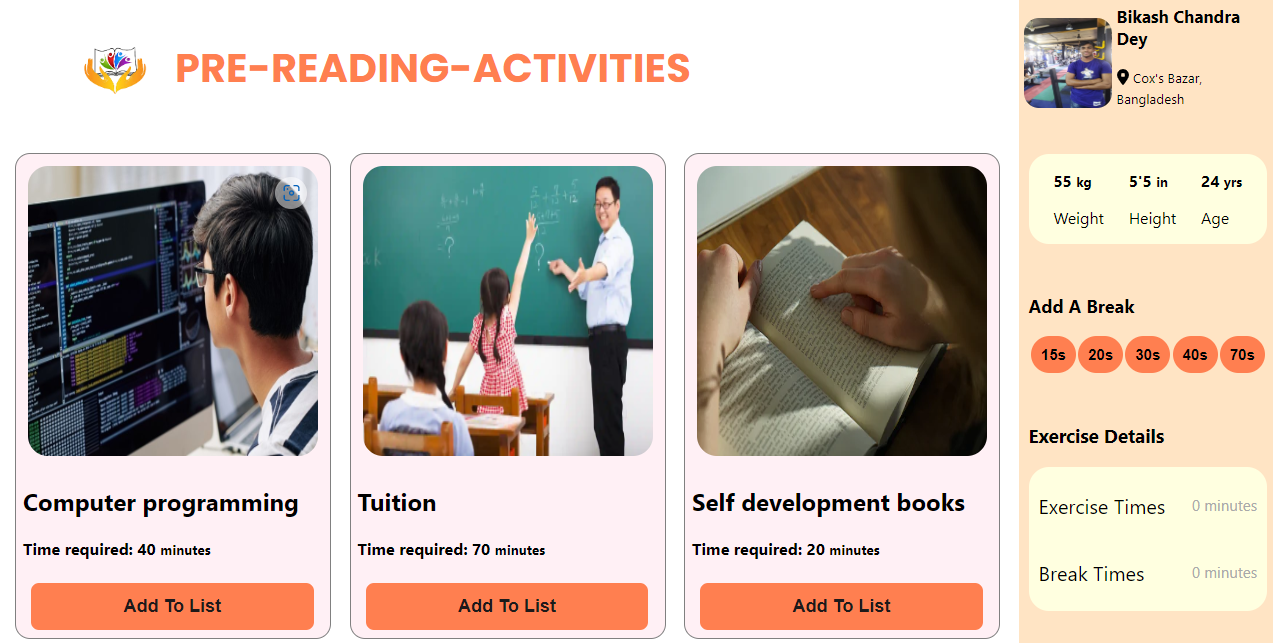 PRE-READING-ACTIVITIES
Computer programming
Time required: 40 minutes
Add To List
Tuition
Time required: 70 minutes
Add To List
Self development books
Time required: 20 minutes
Add To List
Bikash Chandra
Dey
Cox's Bazar,
Bangladesh
55 kg 5'5 in 24 yrs
Weight Height Age
Add A Break
15s 20s 30s 40s 70s
Exercise Details
Exercise Times 0 minutes
Break Times 0 minutes